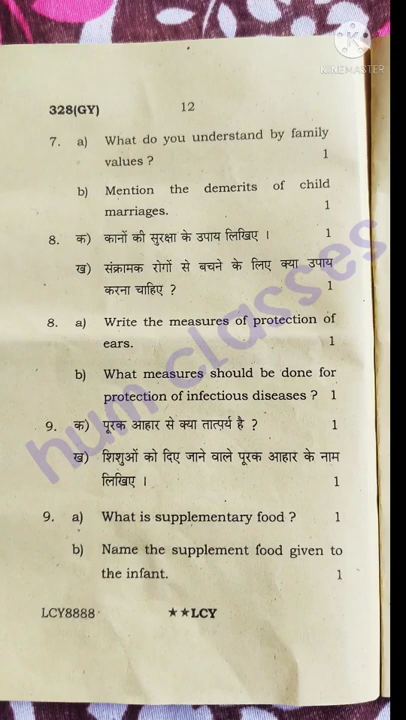 KINEMASTER
328(GY) 12
7. a) What do you understand by family
values ? 1
b) Mention the demerits of child
marriages. 1
8. क) कानों की सुरक्षा के उपाय लिखिए । 1
ख) संक्रामक रोगों से बचने के लिए क्या उपाय
करना चाहिए ? 1
8. a) Write the measures of protection of
ears. 1
b) What measures should be done for
protection of infectious diseases ? 1
9. क) पूरक आहार से क्या तात्पर्य है ? 1
ख) शिशुओं को दिए जाने वाले पूरक आहार के नाम
लिखिए । 1
9. a) What is supplementary food ? 1
b) Name the supplement food given to
the infant. 1
LCY8888 ★★LCY
hum classes